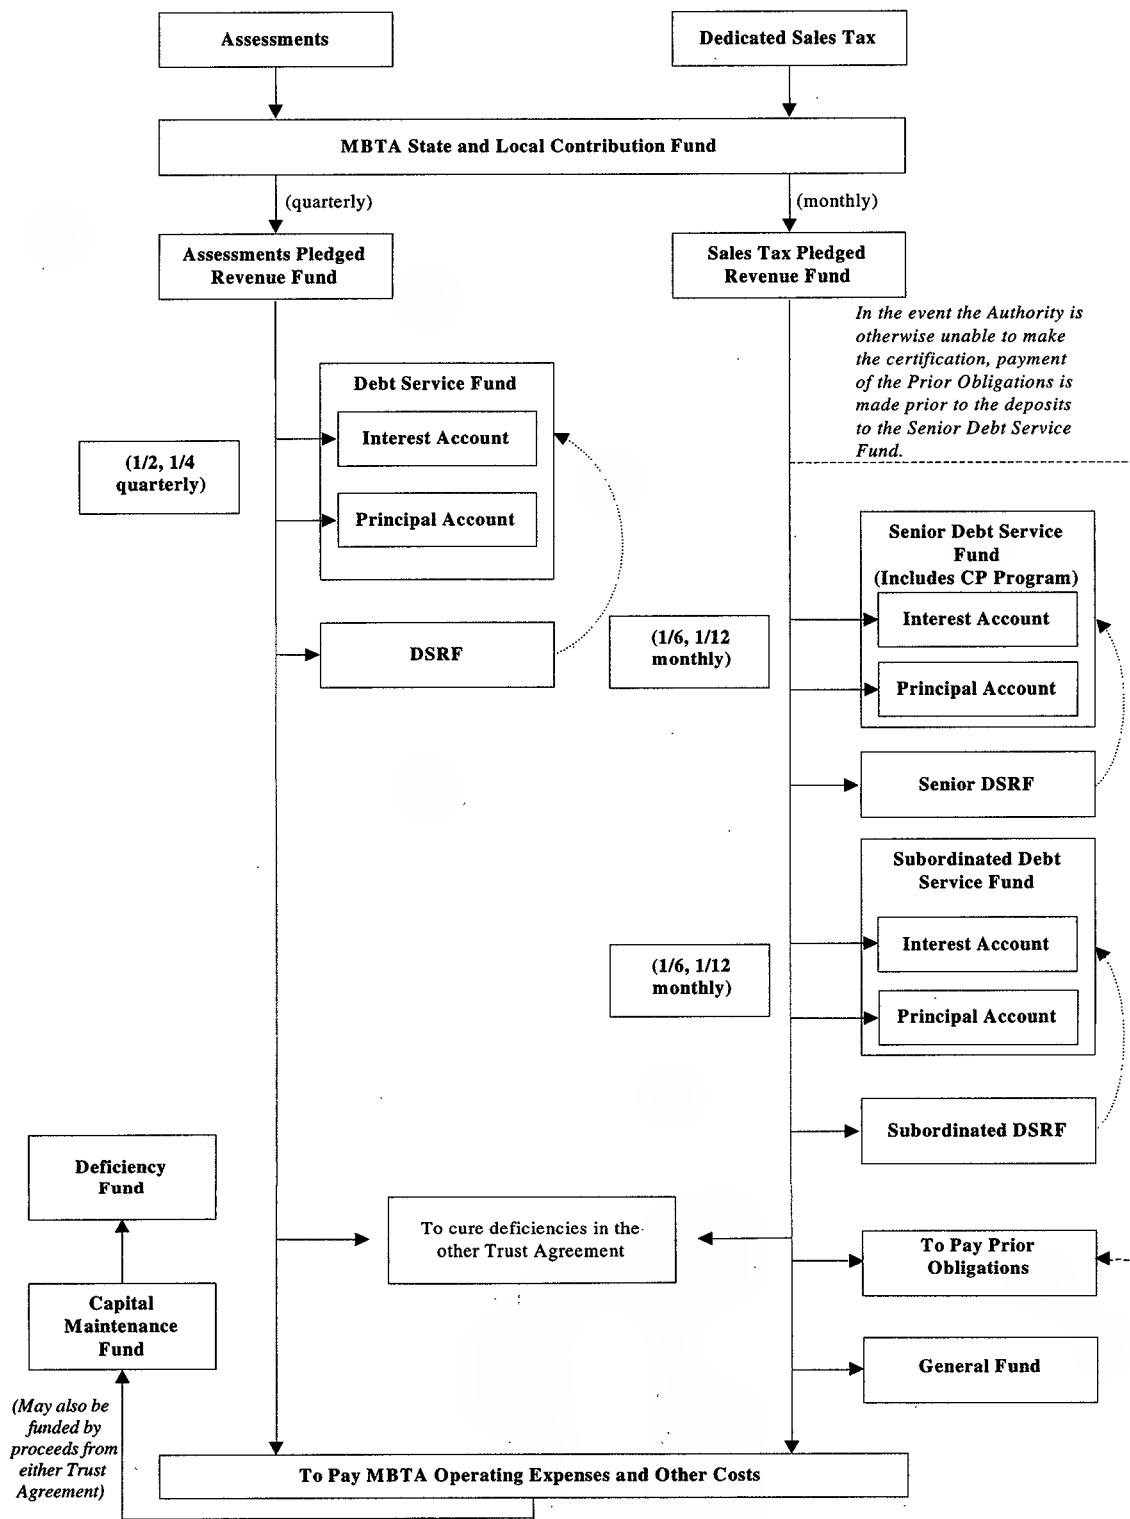 Assessments
Dedicated Sales Tax
MBTA State and Local Contribution Fund
(quarterly)
(monthly)
Assessments Pledged
Revenue Fund
Sales Tax Pledged
Revenue Fund
In the event the Authority is
otherwise unable to make
the certification, payment
of the Prior Obligations is
made prior to the deposits
to the Senior Debt Service
Fund.
Debt Service Fund
Interest Account
(1/2, 1/4
quarterly)
Principal Account
DSRF
Senior Debt Service
Fund
(Includes CP Program)
Interest Account
(1/6, 1/12
monthly)
Principal Account
Senior DSRF
Subordinated Debt
Service Fund
Interest Account
(1/6, 1/12
monthly)
Principal Account
Subordinated DSRF
Deficiency
Fund
To cure deficiencies in the
other Trust Agreement
To Pay Prior
Obligations
Capital
Maintenance
Fund
General Fund
(May also be
funded by
proceeds from
either Trust
Agreement)
To Pay MBTA Operating Expenses and Other Costs